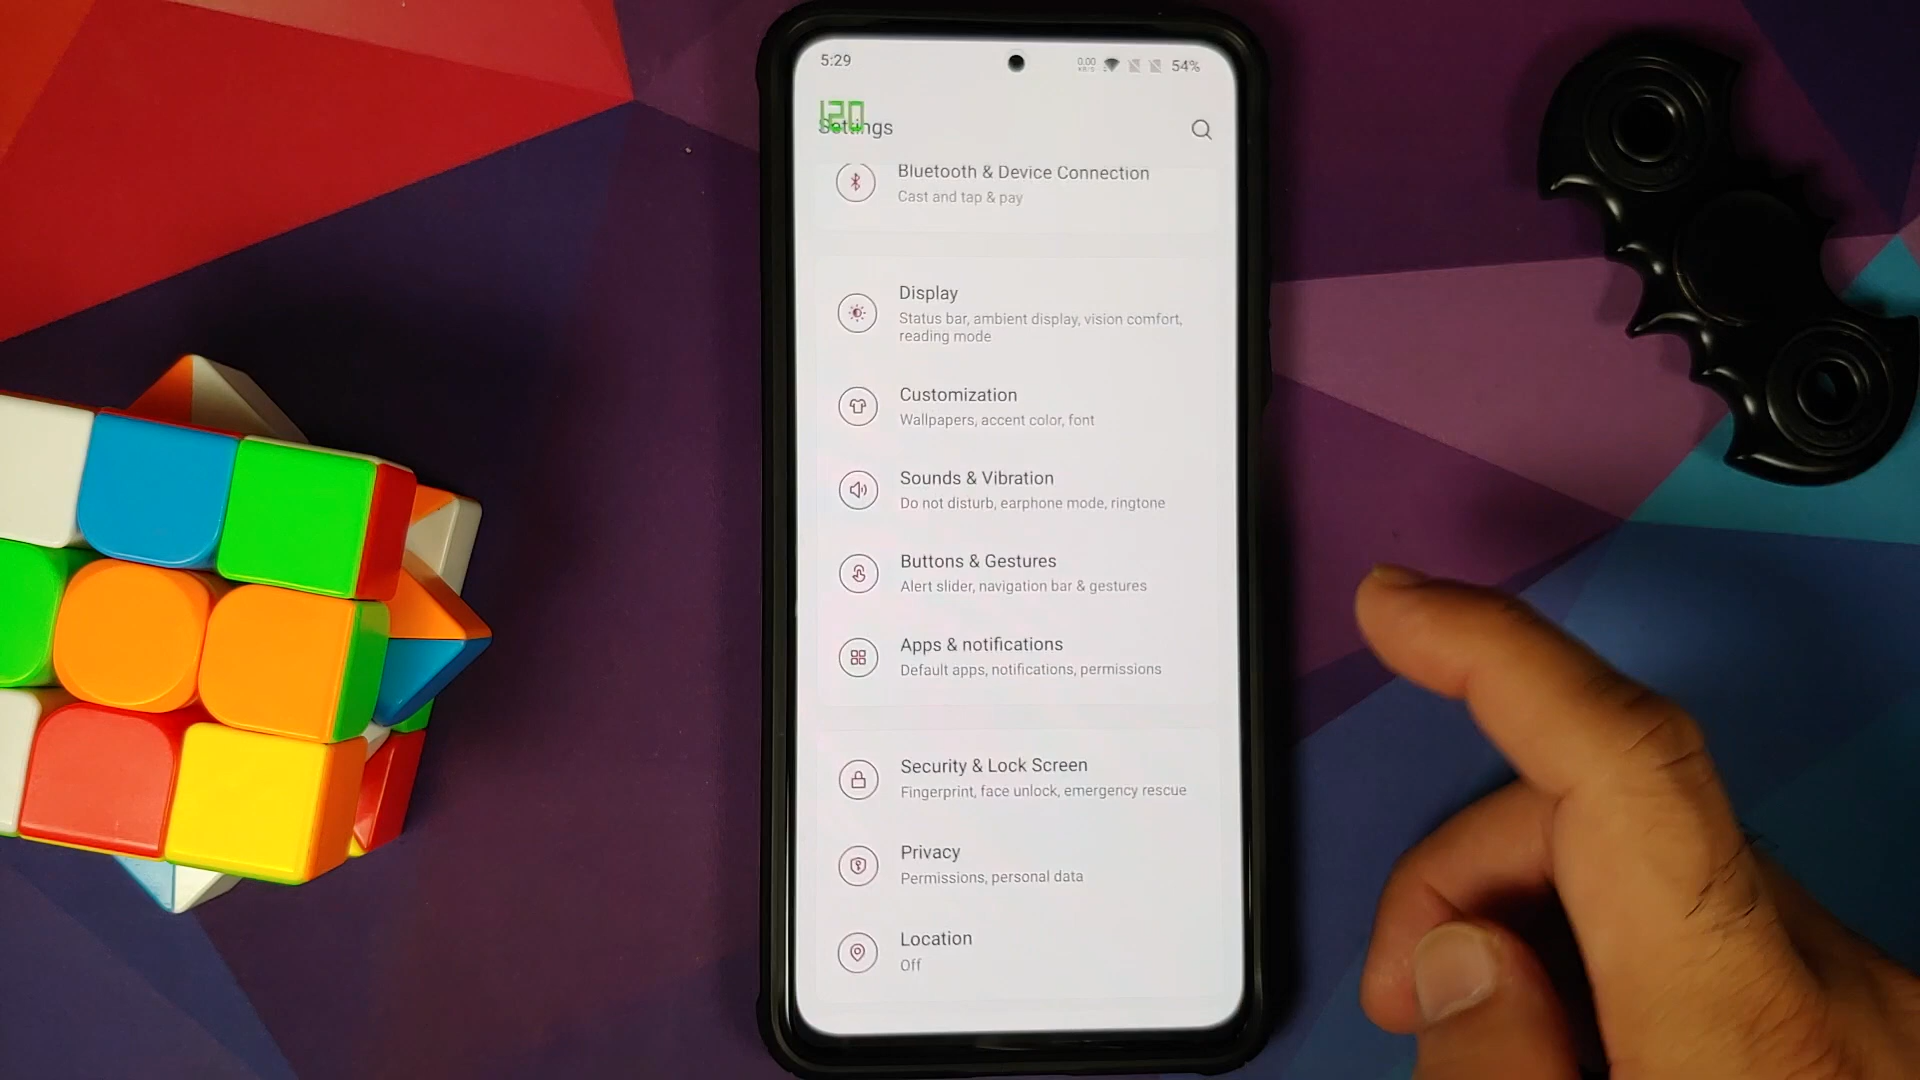 5:29
0.00
54%
120
Settings
Bluetooth & Device Connection
Cast and tap & pay
Display
Status bar, ambient display, vision comfort,
reading mode
Customization
Wallpapers, accent color, font
Sounds & Vibration
Do not disturb, earphone mode, ringtone
Buttons & Gestures
Alert slider, navigation bar & gestures
Apps & notifications
Default apps, notifications, permissions
Security & Lock Screen
Fingerprint, face unlock, emergency rescue
Privacy
Permissions, personal data
Location
Off